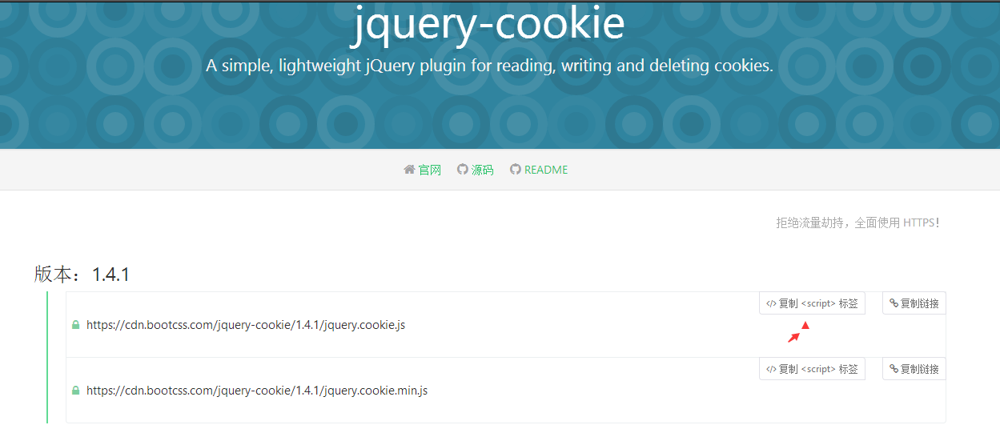 jquery-cookie
A simple, lightweight jQuery plugin for reading, writing and deleting cookies.
官网 源码 README
拒绝流量劫持，全面使用 HTTPS！
版本：1.4.1
</> 复制 <script> 标签 复制链接
https://cdn.bootcss.com/jquery-cookie/1.4.1/jquery.cookie.js
</> 复制 <script> 标签 复制链接
https://cdn.bootcss.com/jquery-cookie/1.4.1/jquery.cookie.min.js